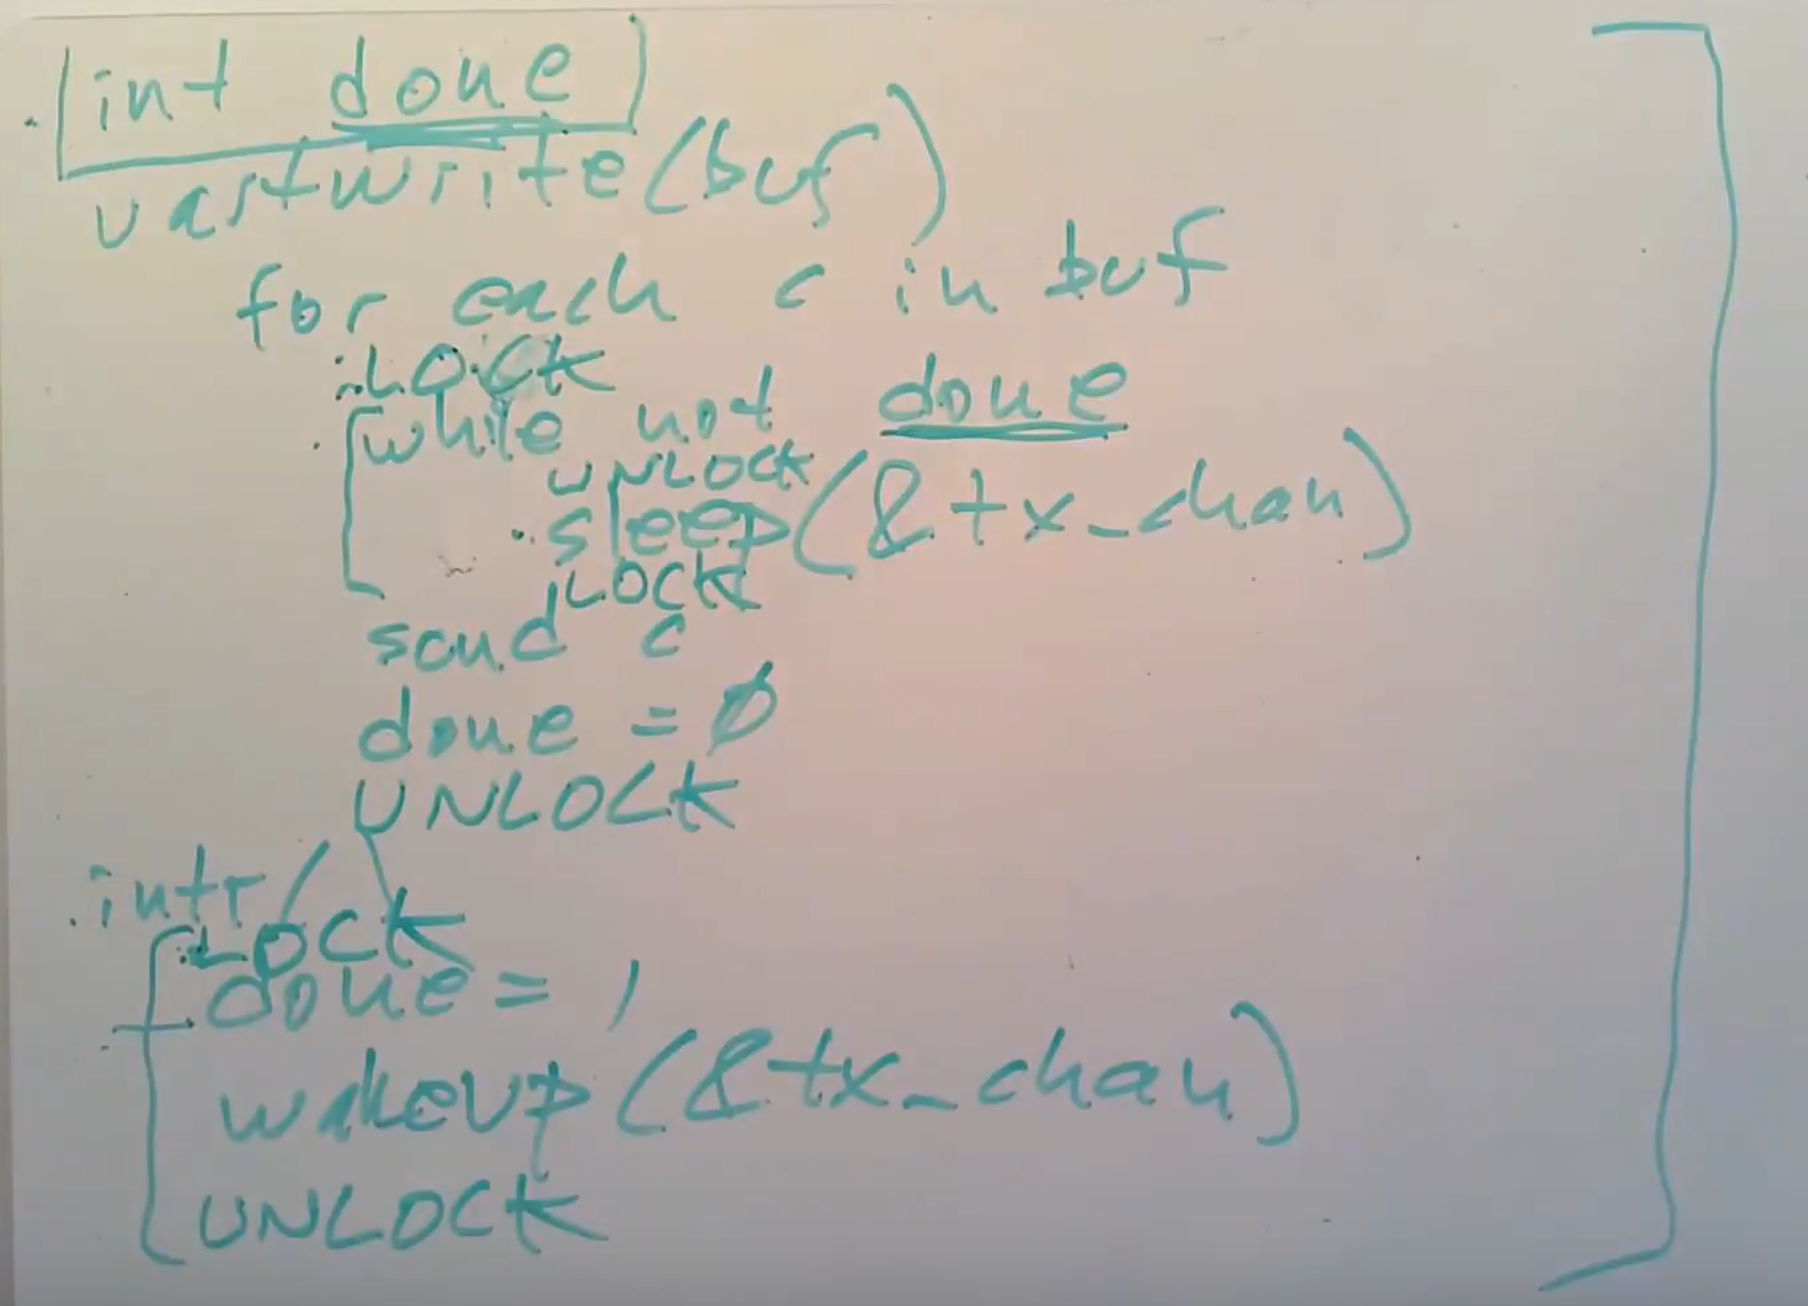 int done
uartwrite(buf)
for each c in buf
LOCK
while not done
UNLOCK
sleep(&tx_chan)
LOCK
send c
done = 0
UNLOCK
intr
LOCK
done = 1
wakeup(&tx_chan)
UNLOCK